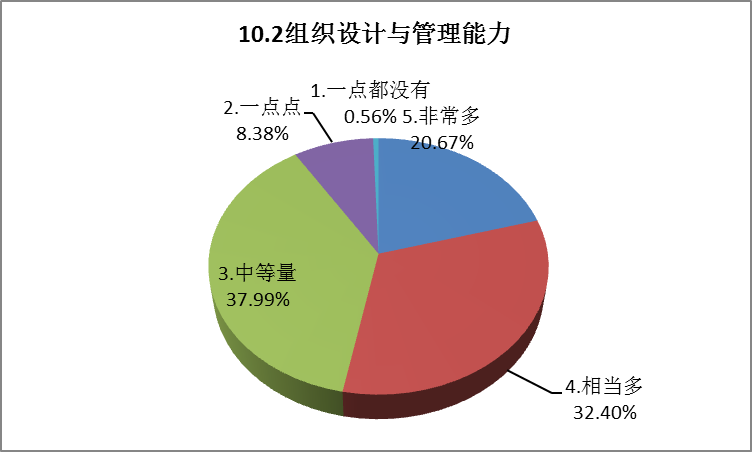 10.2组织设计与管理能力
1.一点都没有
0.56%
5.非常多
20.67%
2.一点点
8.38%
3.中等量
37.99%
4.相当多
32.40%